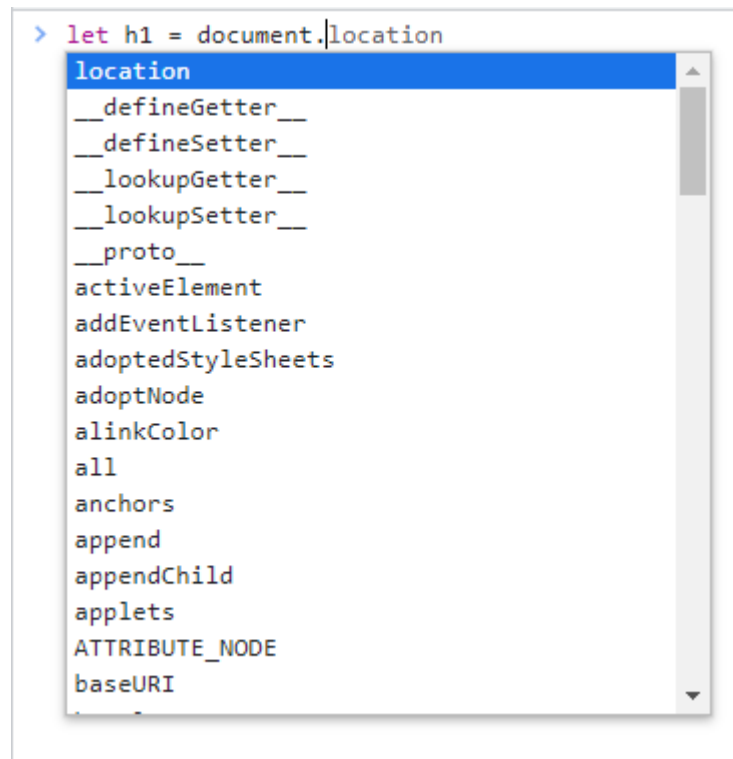 > let h1 = document.location
location
__defineGetter__
__defineSetter__
__lookupGetter__
__lookupSetter__
__proto__
activeElement
addEventListener
adoptedStyleSheets
adoptNode
alinkColor
all
anchors
append
appendChild
applets
ATTRIBUTE_NODE
baseURI